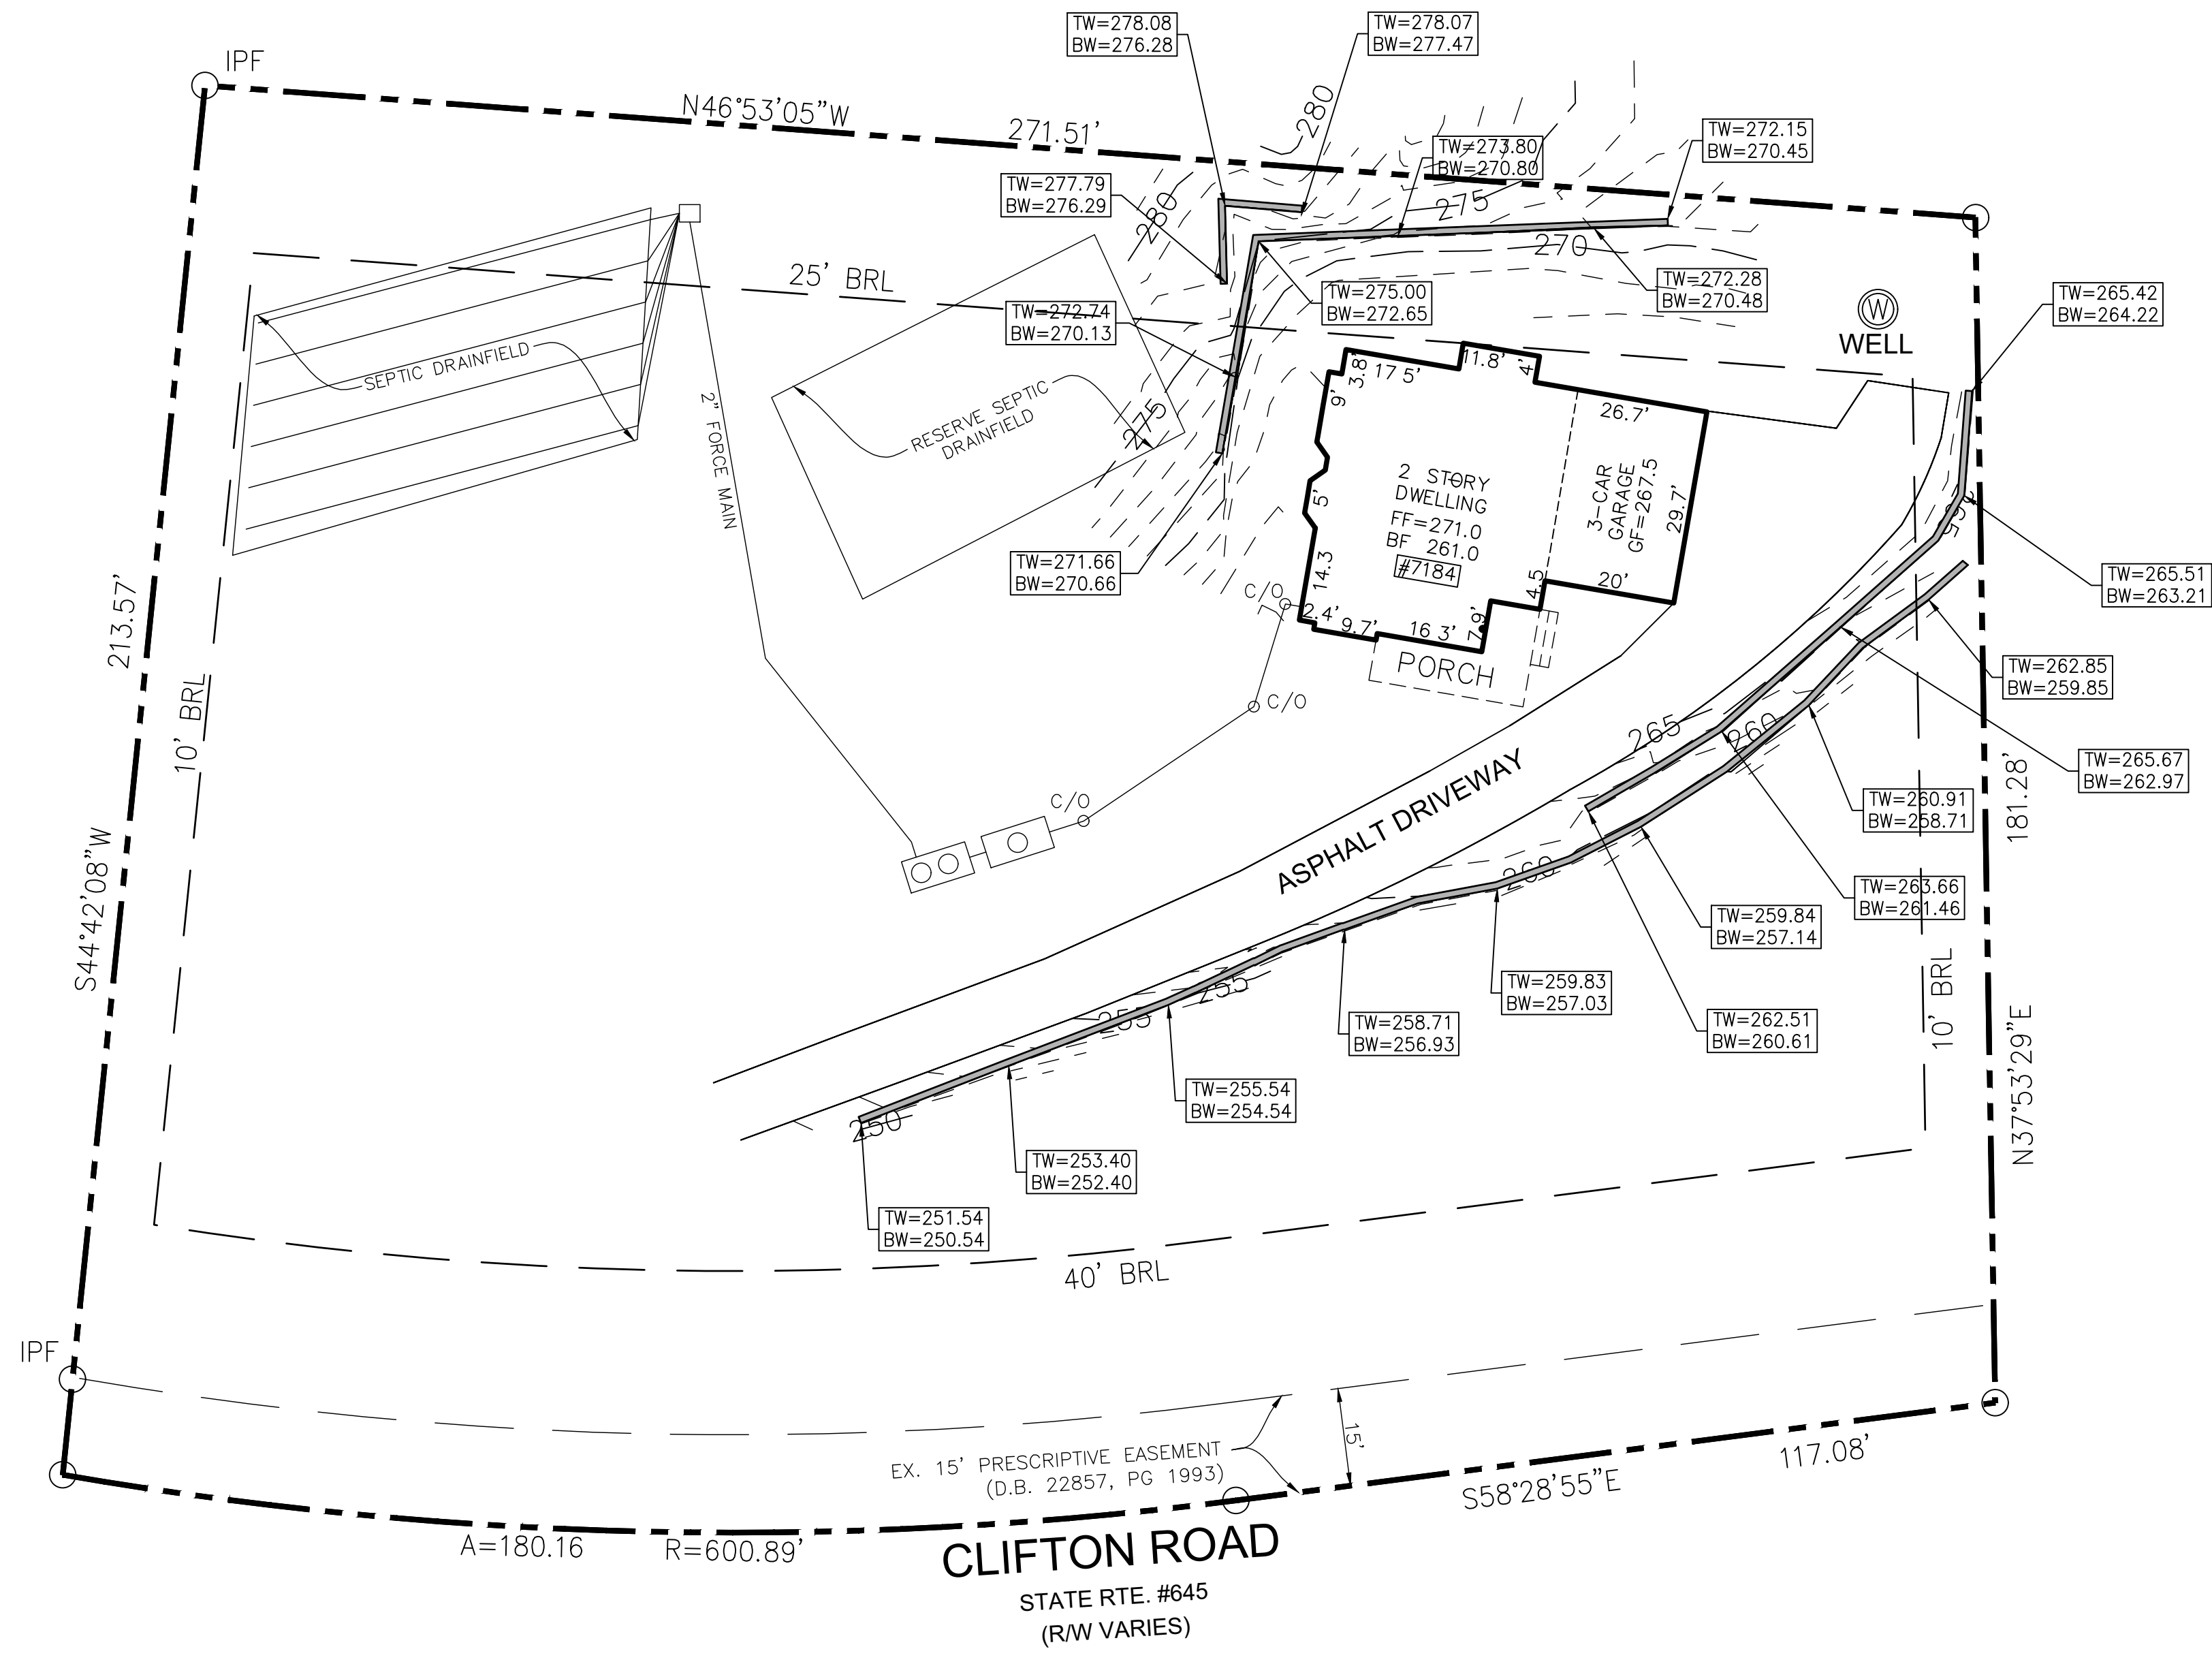 TW=278.08
BW=276.28
TW=278.07
BW=277.47
IPF
N46°53'05"W
271.51'
280
TW=273.80
BW=270.80
TW=272.15
BW=270.45
TW=277.79
BW=276.29
280
275
270
25' BRL
TW=272.74
BW=270.13
TW=275.00
BW=272.65
TW=272.28
BW=270.48
W
WELL
TW=265.42
BW=264.22
SEPTIC DRAINFIELD
2" FORCE MAIN
RESERVE SEPTIC
DRAINFIELD
275
9'
3.8'
17 5'
11.8'
4'
26.7'
2 STORY
DWELLING
FF=271.0
BF 261.0
#7184
3-CAR
GARAGE
GF=267.5
29.7'
5'
14.3
265
TW=271.66
BW=270.66
TW=265.51
BW=263.21
C/O
2.4'
9.7'
16 3'
7.9'
4.5
20'
PORCH
213.57'
10' BRL
C/O
TW=262.85
BW=259.85
265
260
ASPHALT DRIVEWAY
TW=265.67
BW=262.97
181.28'
C/O
TW=260.91
BW=258.71
S44°42'08"W
260
TW=263.66
BW=261.46
TW=259.84
BW=257.14
TW=259.83
BW=257.03
10' BRL
255
255
TW=258.71
BW=256.93
TW=262.51
BW=260.61
N37°53'29"E
TW=255.54
BW=254.54
250
TW=253.40
BW=252.40
TW=251.54
BW=250.54
40' BRL
IPF
15'
EX. 15' PRESCRIPTIVE EASEMENT
(D.B. 22857, PG 1993)
117.08'
S58°28'55"E
A=180.16
R=600.89'
CLIFTON ROAD
STATE RTE. #645
(R/W VARIES)